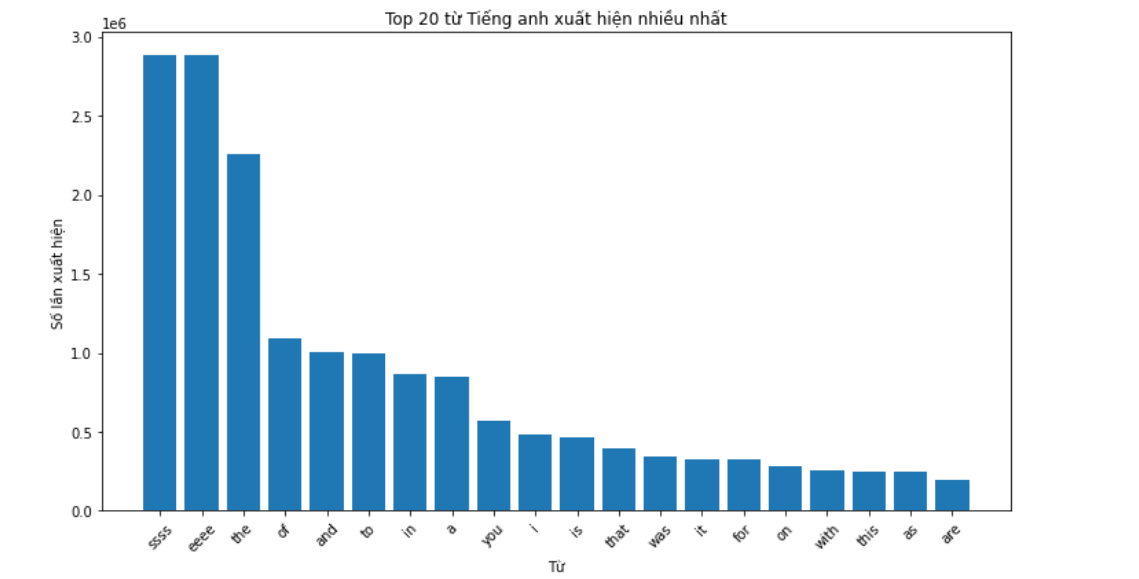 Top 20 từ Tiếng anh xuất hiện nhiều nhất
1e6
3.0
2.5
2.0
1.5
1.0
0.5
0.0
Số lần xuất hiện
ssss eeee the of and to in a you i is that was it for on with this as are
Từ